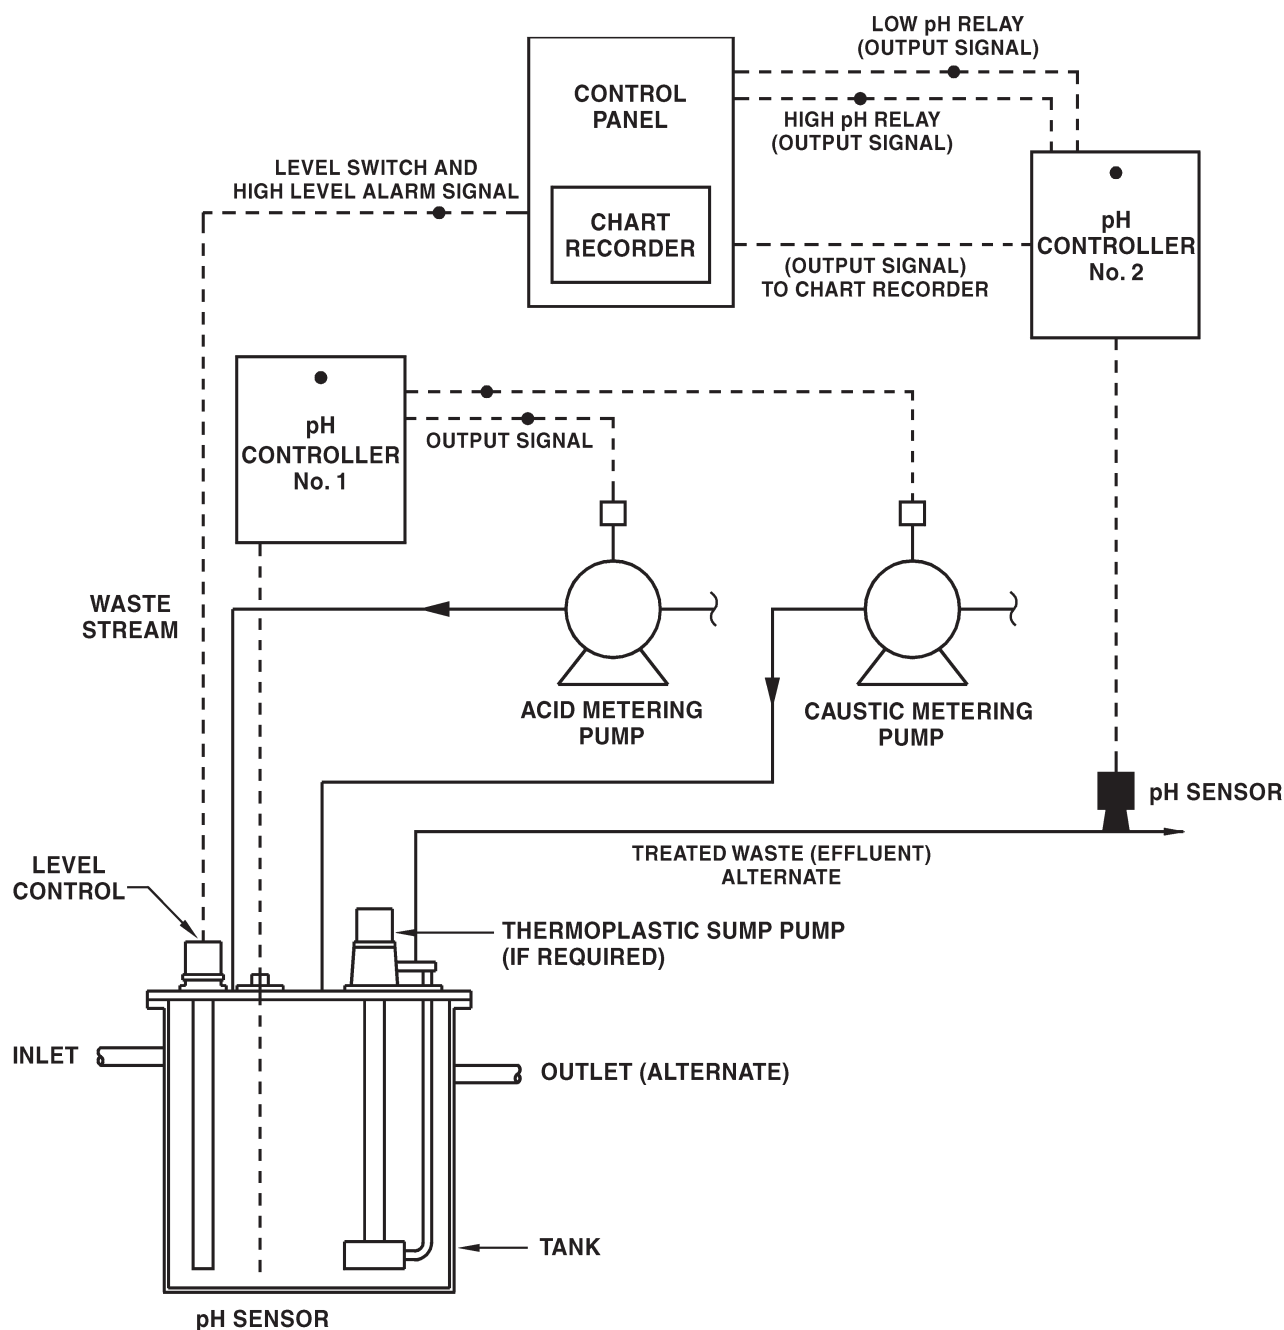 LOW pH RELAY
(OUTPUT SIGNAL)
CONTROL
PANEL
HIGH pH RELAY
(OUTPUT SIGNAL)
LEVEL SWITCH AND
HIGH LEVEL ALARM SIGNAL
CHART
RECORDER
pH
CONTROLLER
No. 2
(OUTPUT SIGNAL)
TO CHART RECORDER
pH
CONTROLLER
No. 1
OUTPUT SIGNAL
WASTE
STREAM
ACID METERING
PUMP
CAUSTIC METERING
PUMP
pH SENSOR
TREATED WASTE (EFFLUENT)
ALTERNATE
LEVEL
CONTROL
THERMOPLASTIC SUMP PUMP
(IF REQUIRED)
INLET
OUTLET (ALTERNATE)
TANK
pH SENSOR